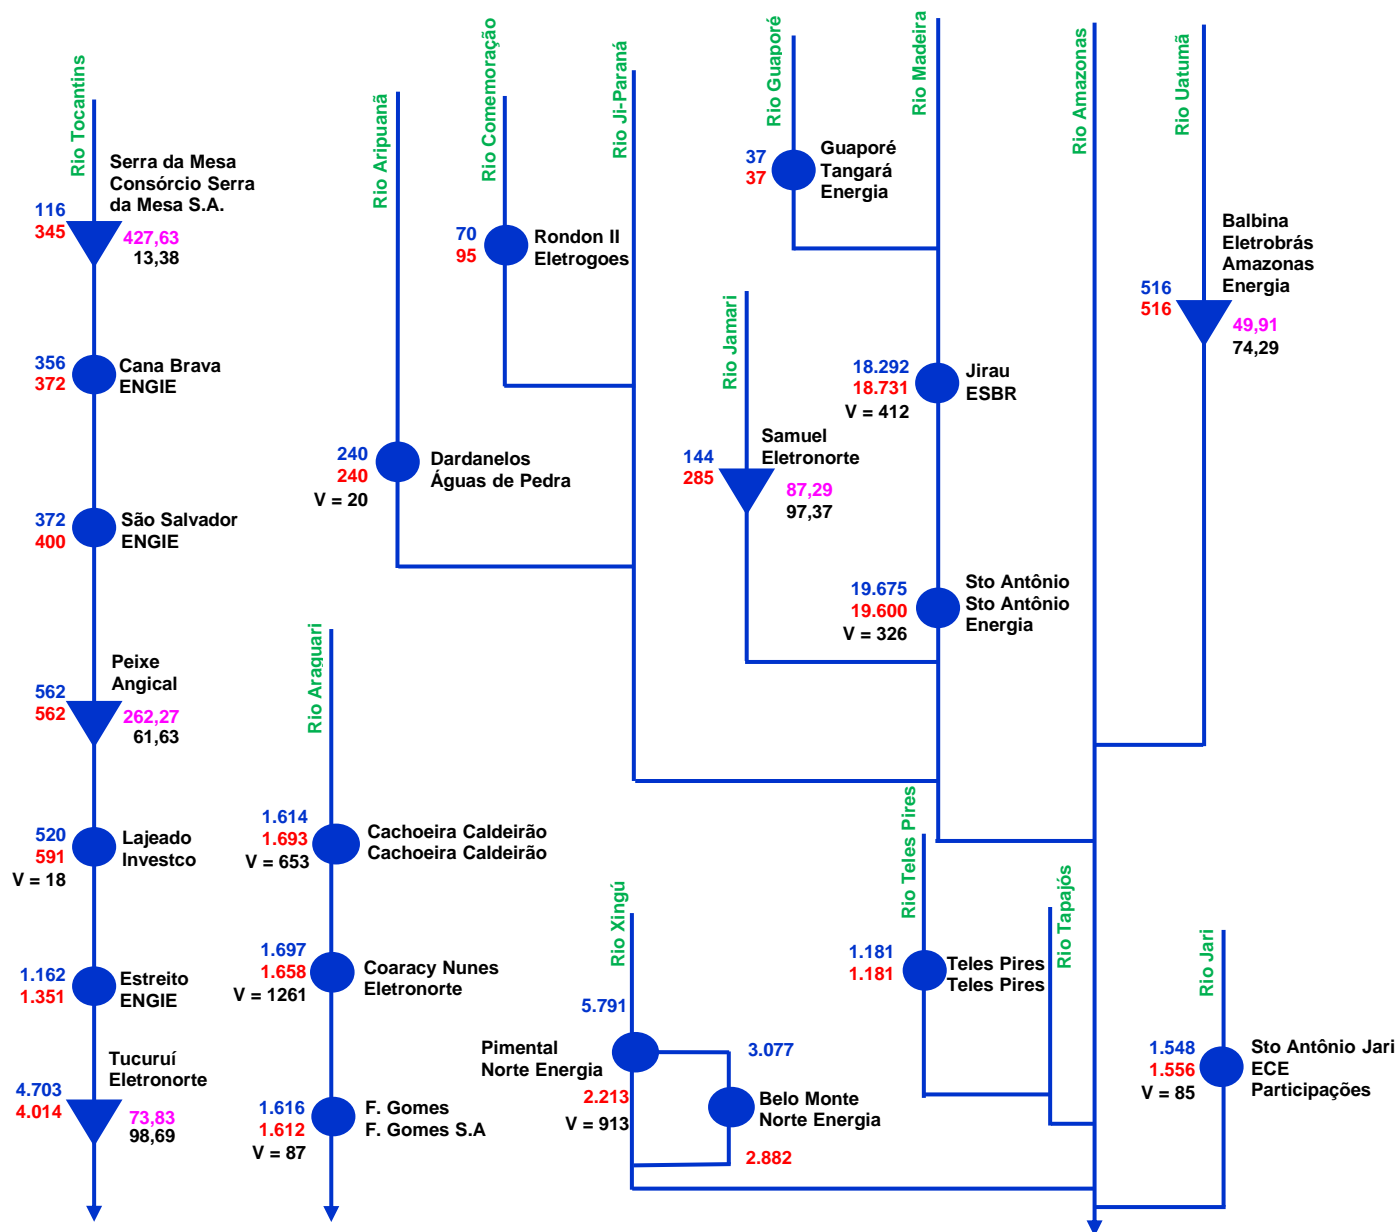 Rio Tocantins
Serra da Mesa
Consórcio Serra
da Mesa S.A.
116
345
427,63
13,38
356
372
Cana Brava
ENGIE
372
400
São Salvador
ENGIE
Peixe
Angical
562
562
262,27
61,63
520
591
V = 18
Lajeado
Investco
1.162
1.351
Estreito
ENGIE
Tucuruí
Eletronorte
4.703
4.014
73,83
98,69
Rio Araguari
1.614
1.693
V = 653
Cachoeira Caldeirão
Cachoeira Caldeirão
1.697
1.658
V = 1261
Coaracy Nunes
Eletronorte
1.616
1.612
V = 87
F. Gomes
F. Gomes S.A
Rio Aripuanã
240
240
V = 20
Dardanelos
Águas de Pedra
Rio Comemoração
70
95
Rondon II
Eletrogoes
Rio Ji-Paraná
Rio Guaporé
37
37
Guaporé
Tangará
Energia
Rio Jamari
144
285
Samuel
Eletronorte
87,29
97,37
Rio Madeira
18.292
18.731
V = 412
Jirau
ESBR
19.675
19.600
V = 326
Sto Antônio
Sto Antônio
Energia
Rio Amazonas
Rio Uatumã
516
516
Balbina
Eletrobrás
Amazonas
Energia
49,91
74,29
Rio Xingú
5.791
Pimental
Norte Energia
2.213
V = 913
3.077
Belo Monte
Norte Energia
2.882
Rio Teles Pires
1.181
1.181
Teles Pires
Teles Pires
Rio Tapajós
Rio Jari
1.548
1.556
V = 85
Sto Antônio Jari
ECE
Participações